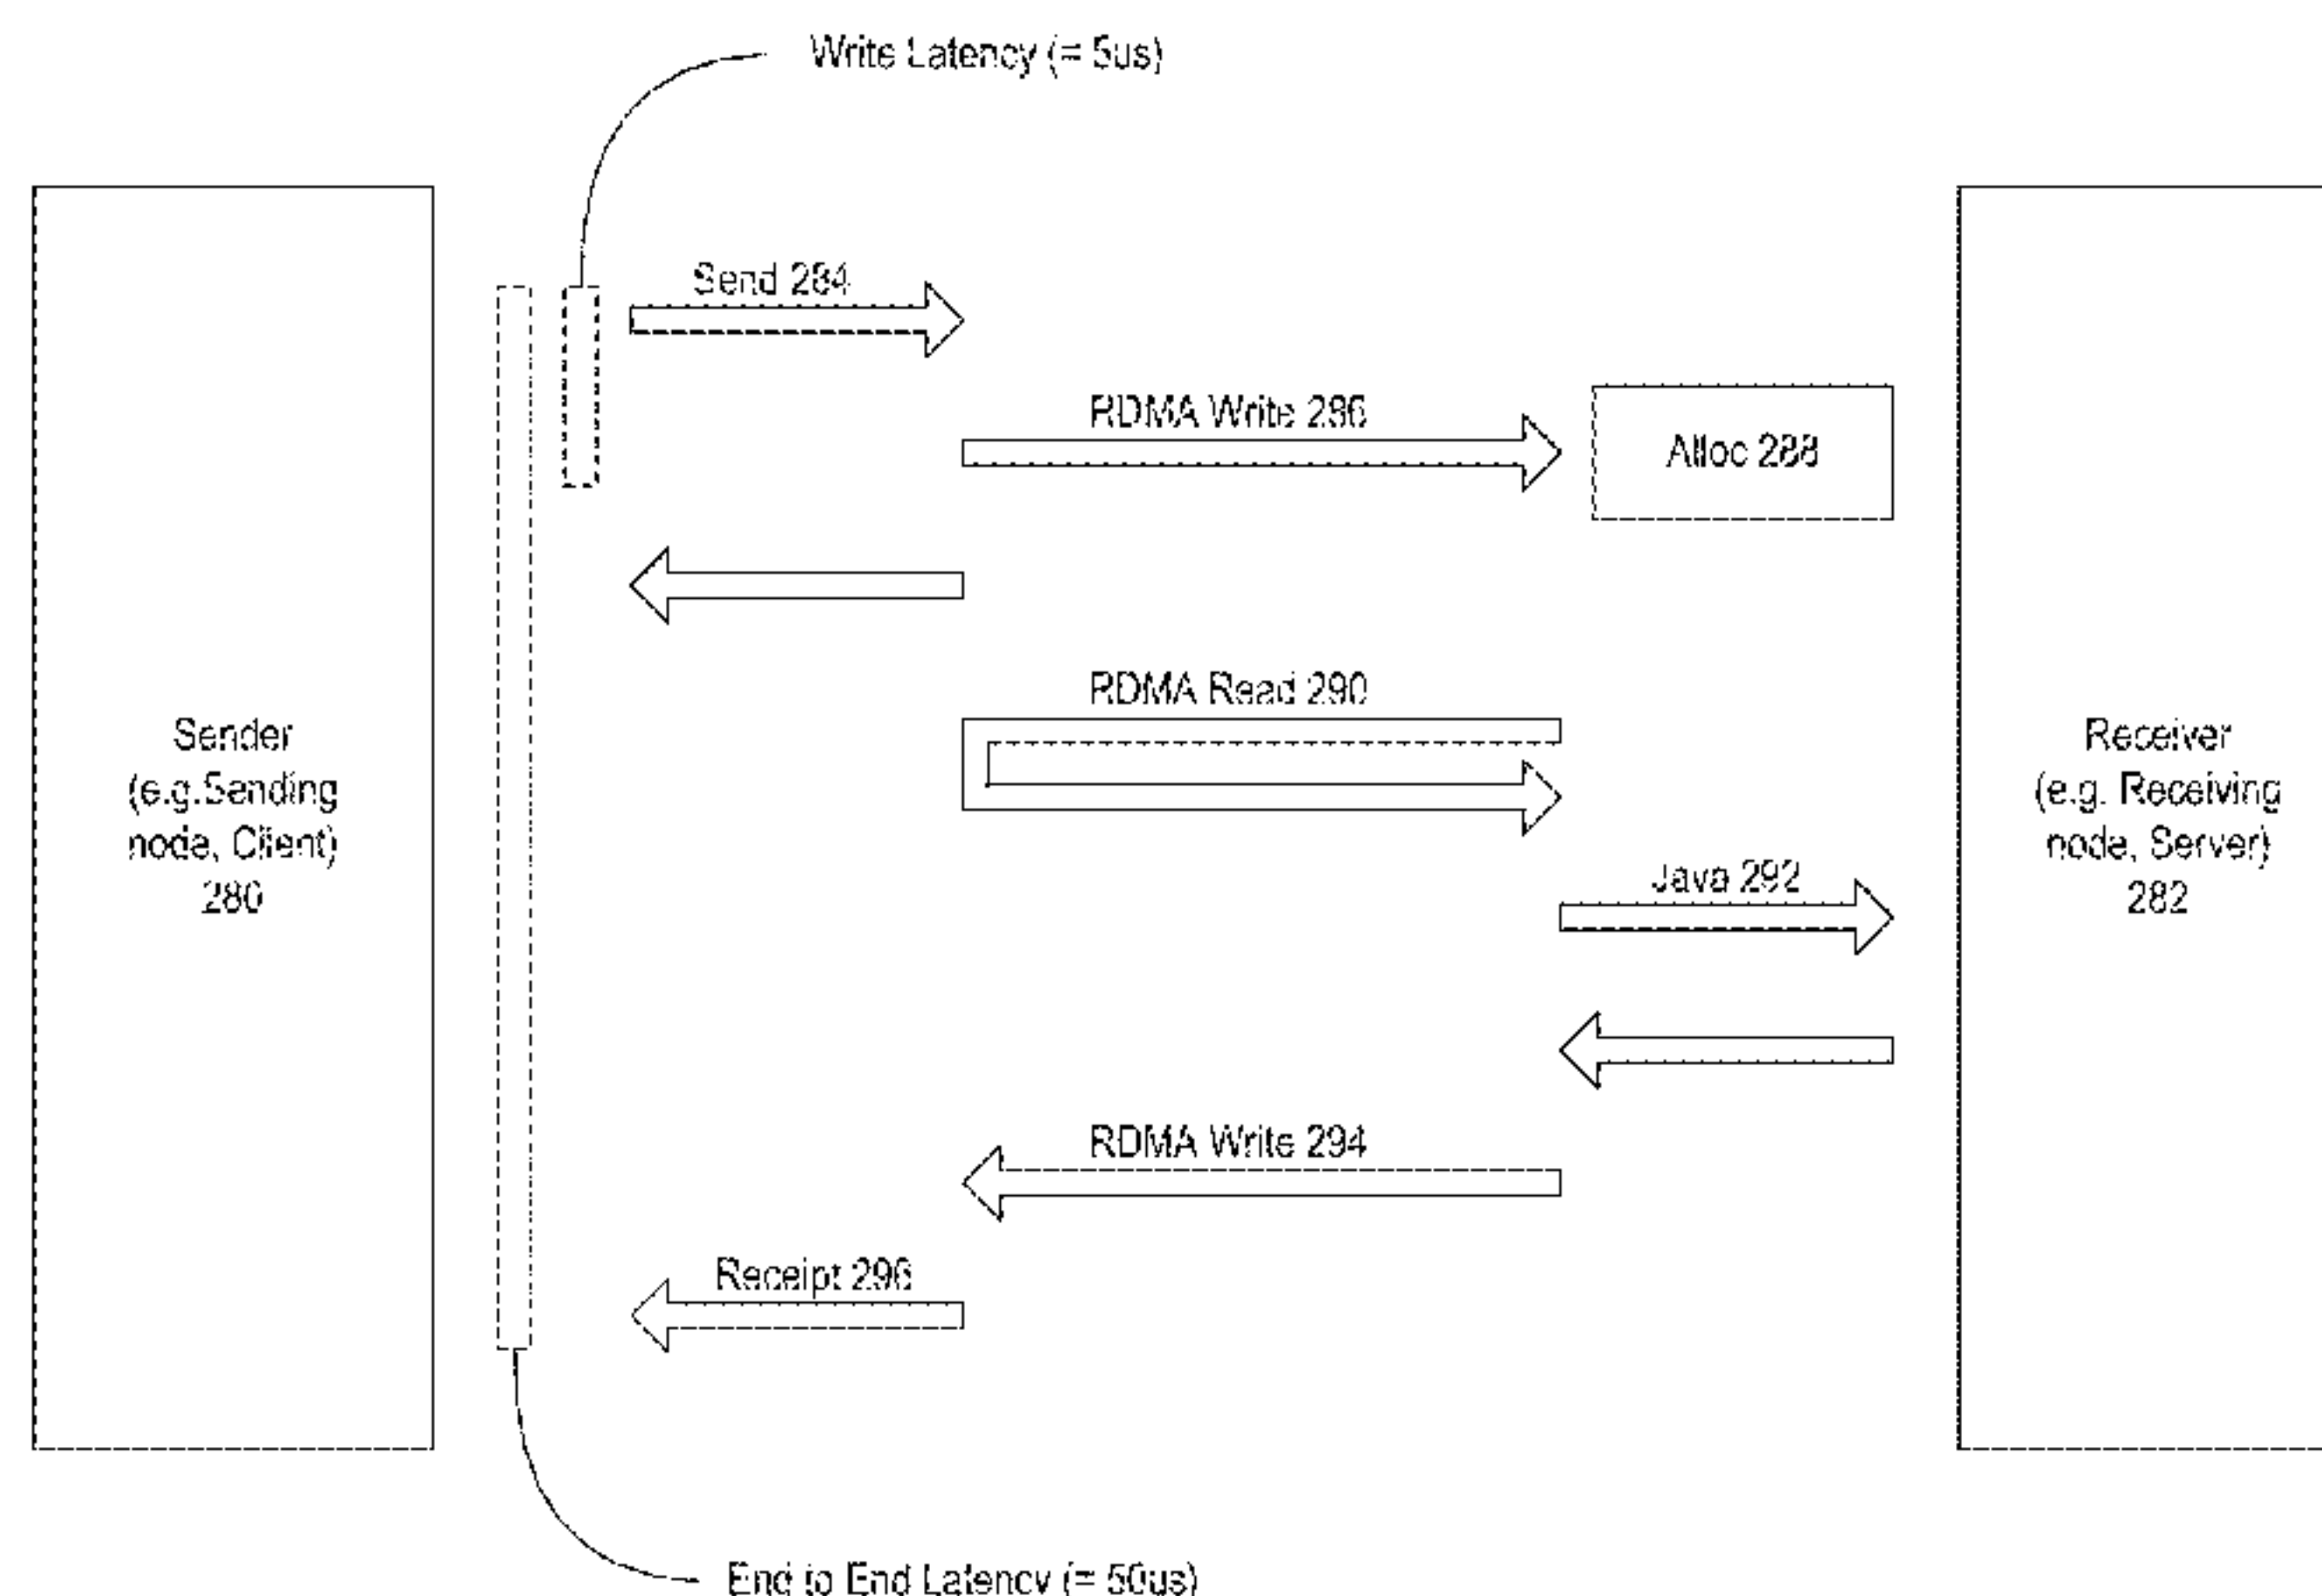 Write Latency (= 5us)
Send 284
RDMA Write 286
Alloc 288
RDMA Read 290
Sender
(e.g.Sending
node, Client)
280
Receiver
(e.g. Receiving
node, Server)
282
Java 292
RDMA Write 294
Receipt 296
End to End Latency (= 50us)